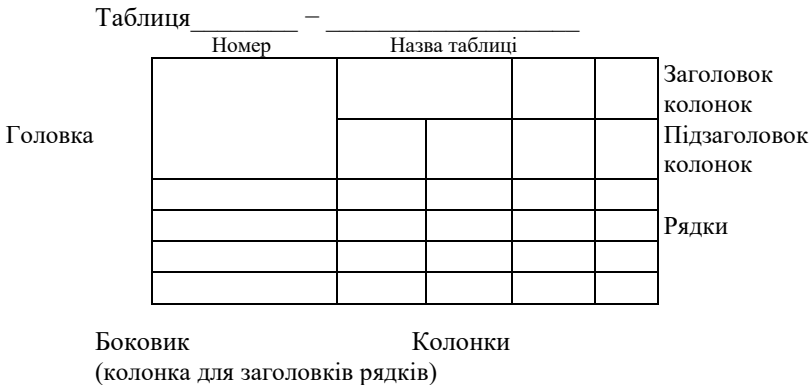 Таблиця________ − ___________________
Номер Назва таблиці
Заголовок
колонок
Головка
Підзаголовок
колонок
Рядки
Боковик Колонки
(колонка для заголовків рядків)